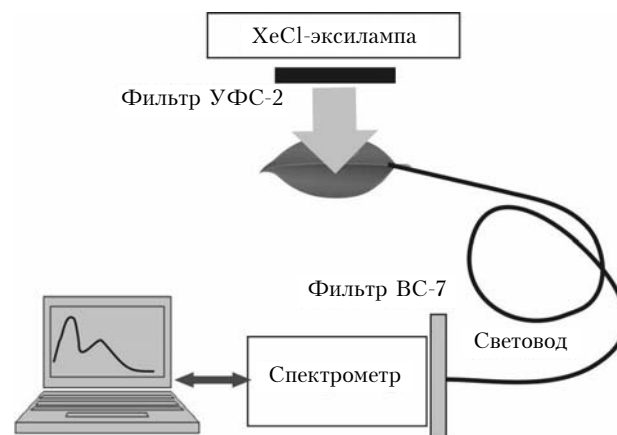 XeCl-эксилампа
Фильтр УФС-2
Фильтр ВС-7
Световод
Спектрометр